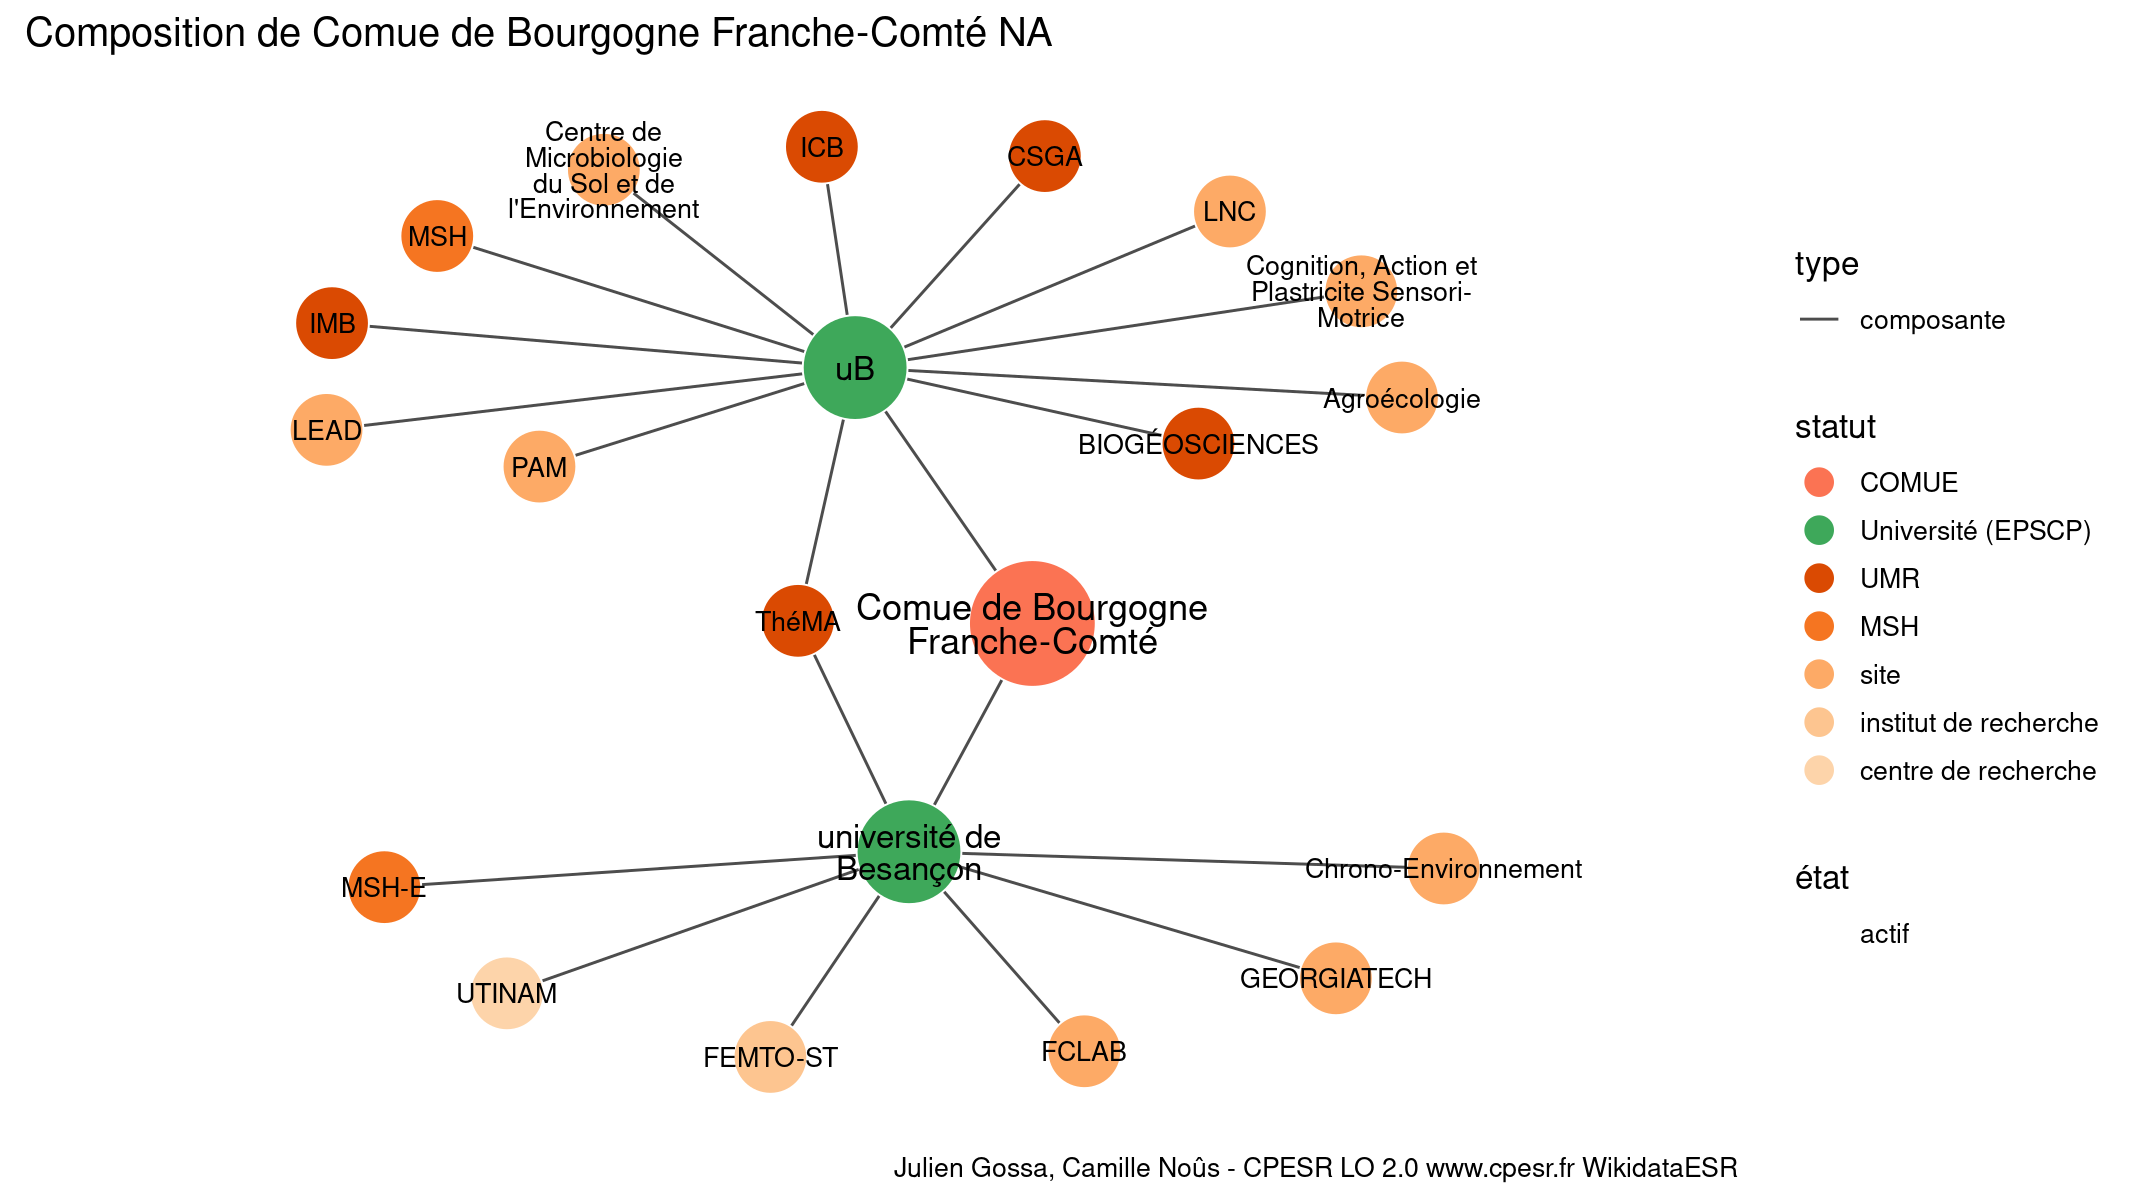 Composition de Comue de Bourgogne Franche-Comté NA
Centre de
Microbiologie
du Sol et de
l'Environnement
ICB
CSGA
LNC
MSH
Cognition, Action et
Plastricite Sensori-
Motrice
IMB
uB
Agroécologie
LEAD
BIOGÉOSCIENCES
PAM
ThéMA
Comue de Bourgogne
Franche-Comté
université de
Besançon
Chrono-Environnement
MSH-E
GEORGIATECH
UTINAM
FEMTO-ST
FCLAB
type
composante
statut
COMUE
Université (EPSCP)
UMR
MSH
site
institut de recherche
centre de recherche
état
actif
Julien Gossa, Camille Noûs - CPESR LO 2.0 www.cpesr.fr WikidataESR